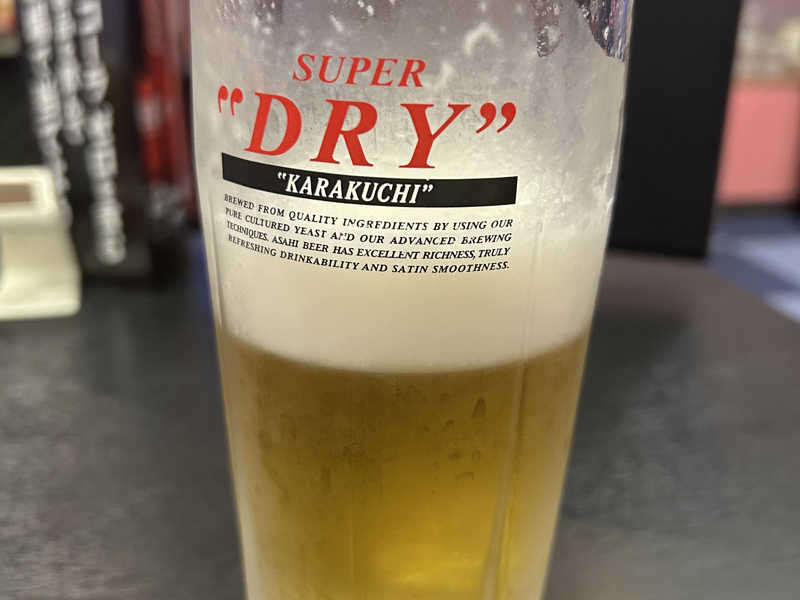 SUPER
"DRY"
"KARAKUCHI"
BREWED FROM QUALITY INGREDIENTS BY USING OUR
PURE CULTURED YEAST AND OUR ADVANCED BREWING
TECHNIQUES. ASAHI BEER HAS EXCELLENT RICHNESS, TRULY
REFRESHING DRINKABILITY AND SATIN SMOOTHNESS.